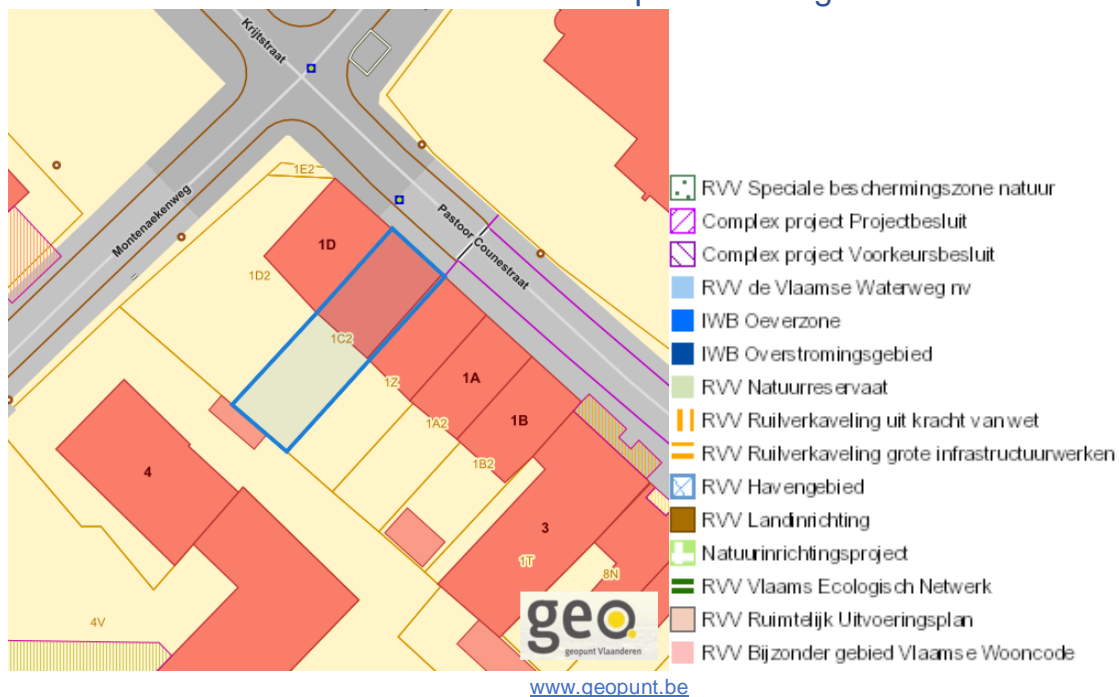 Krijtstraat
Montenaekenweg
Pastoor Counestraat
1E2
1D
1D2
1C2
1Z
1A
1A2
1B
1B2
4
3
1T
8N
4V
geo
geopunt Vlaanderen
RVV Speciale beschermingszone natuur
Complex project Projectbesluit
Complex project Voorkeursbesluit
RVV de Vlaamse Waterweg nv
IWB Oeverzone
IWB Overstromingsgebied
RVV Natuurreservaat
RVV Ruilverkaveling uit kracht van wet
RVV Ruilverkaveling grote infrastructuurwerken
RVV Havengebied
RVV Landinrichting
Natuurinrichtingsproject
RVV Vlaams Ecologisch Netwerk
RVV Ruimtelijk Uitvoeringsplan
RVV Bijzonder gebied Vlaamse Wooncode
www.geopunt.be